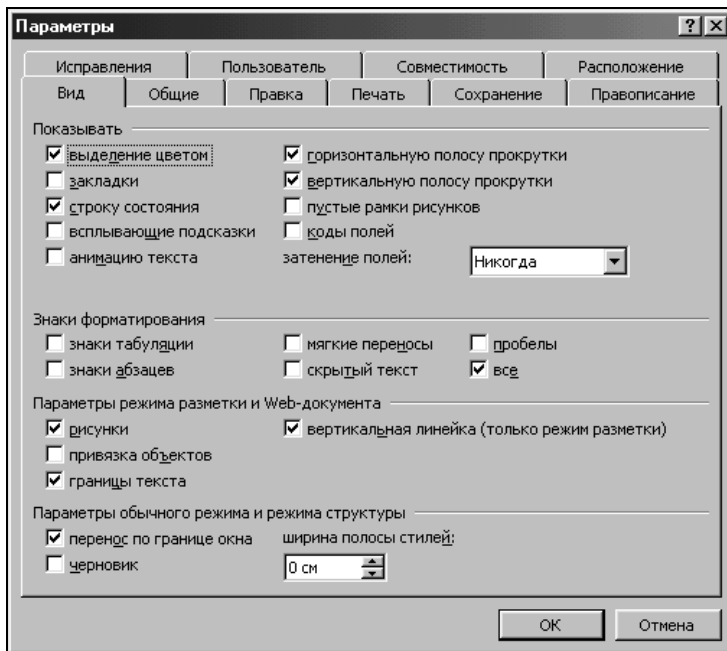 Параметры
Исправления Пользователь Совместимость Расположение
Вид Общие Правка Печать Сохранение Правописание
Показывать
выделение цветом горизонтальную полосу прокрутки
закладки вертикальную полосу прокрутки
строку состояния пустые рамки рисунков
всплывающие подсказки коды полей
анимацию текста затенение полей: Никогда
Знаки форматирования
знаки табуляции мягкие переносы пробелы
знаки абзацев скрытый текст все
Параметры режима разметки и Web-документа
рисунки вертикальная линейка (только режим разметки)
привязка объектов
границы текста
Параметры обычного режима и режима структуры
перенос по границе окна ширина полосы стилей:
черновик 0 см
ОК Отмена